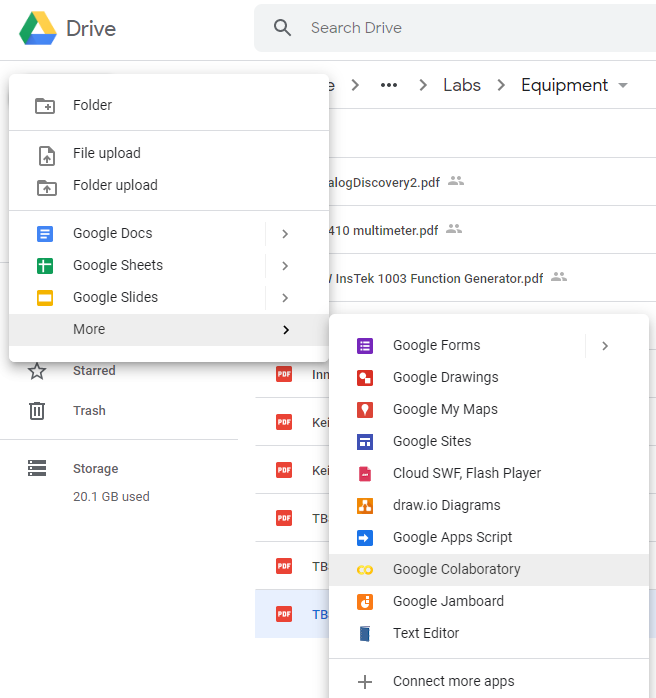 Drive
Search Drive
e > ••• > Labs > Equipment
Folder
File upload
Folder upload
Google Docs
Google Sheets
Google Slides
More
Starred
Trash
Storage
20.1 GB used
alogDiscovery2.pdf
410 multimeter.pdf
InsTek 1003 Function Generator.pdf
PDF Inn
PDF Kei
PDF Kei
PDF TB
PDF TB
PDF TB
Google Forms
Google Drawings
Google My Maps
Google Sites
Cloud SWF, Flash Player
draw.io Diagrams
Google Apps Script
Google Colaboratory
Google Jamboard
Text Editor
Connect more apps